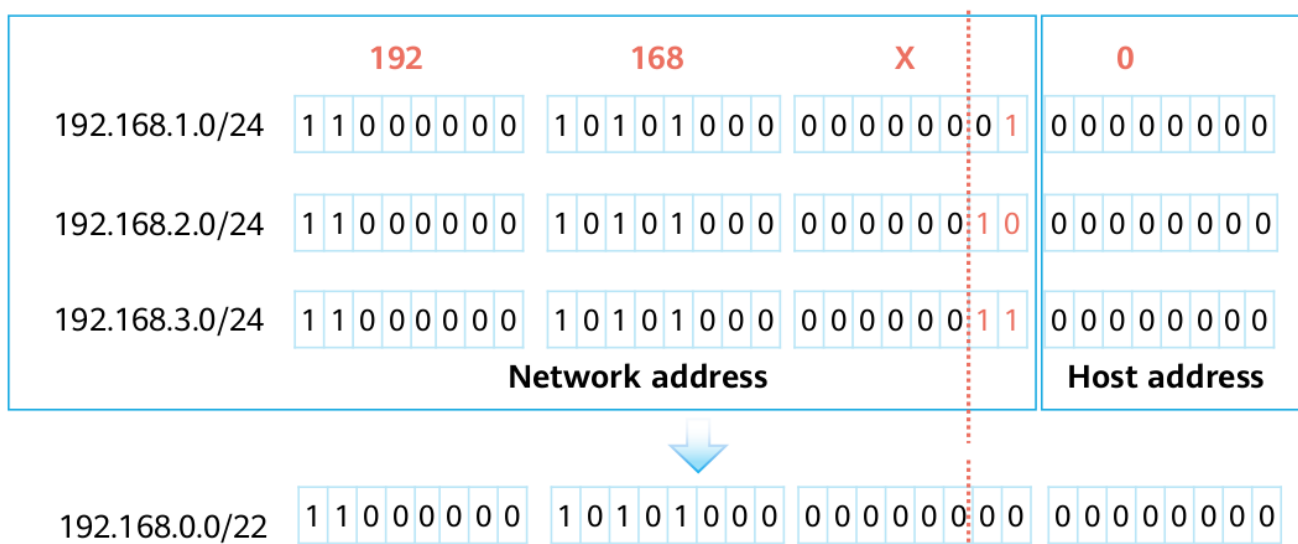 192 168 X 0
192.168.1.0/24 1 1 0 0 0 0 0 0 1 0 1 0 1 0 0 0 0 0 0 0 0 0 0 1 0 0 0 0 0 0 0 0
192.168.2.0/24 1 1 0 0 0 0 0 0 1 0 1 0 1 0 0 0 0 0 0 0 0 0 1 0 0 0 0 0 0 0 0 0
192.168.3.0/24 1 1 0 0 0 0 0 0 1 0 1 0 1 0 0 0 0 0 0 0 0 0 1 1 0 0 0 0 0 0 0 0
Network address Host address
192.168.0.0/22 1 1 0 0 0 0 0 0 1 0 1 0 1 0 0 0 0 0 0 0 0 0 0 0 0 0 0 0 0 0 0 0